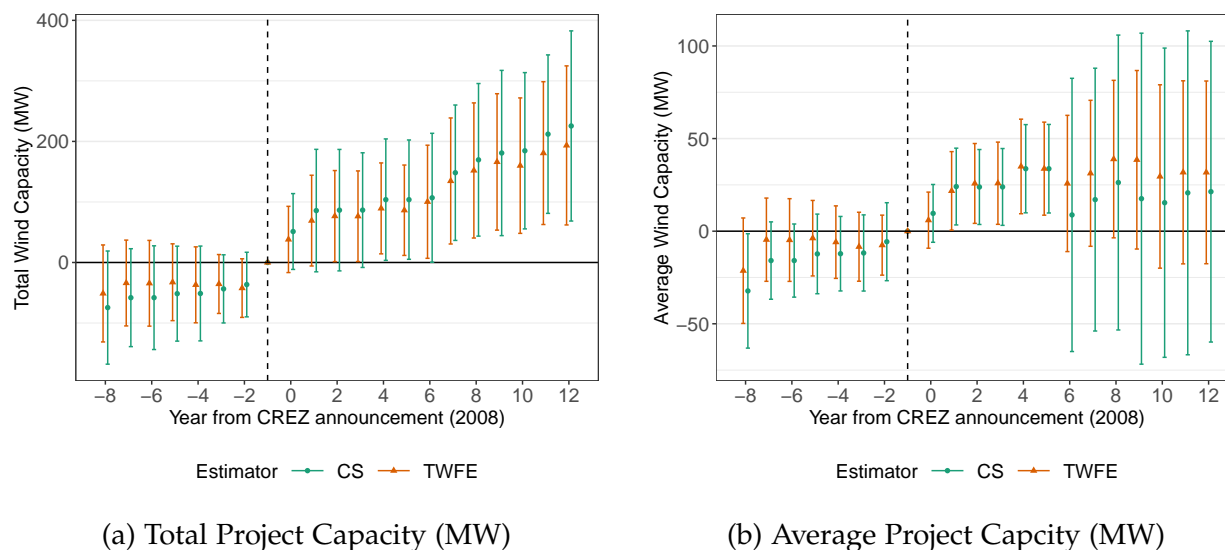 400
200
0
Total Wind Capacity (MW)
−8 −6 −4 −2 0 2 4 6 8 10 12
Year from CREZ announcement (2008)
Estimator CS TWFE
(a) Total Project Capacity (MW)
100
50
0
−50
Average Wind Capacity (MW)
−8 −6 −4 −2 0 2 4 6 8 10 12
Year from CREZ announcement (2008)
Estimator CS TWFE
(b) Average Project Capcity (MW)